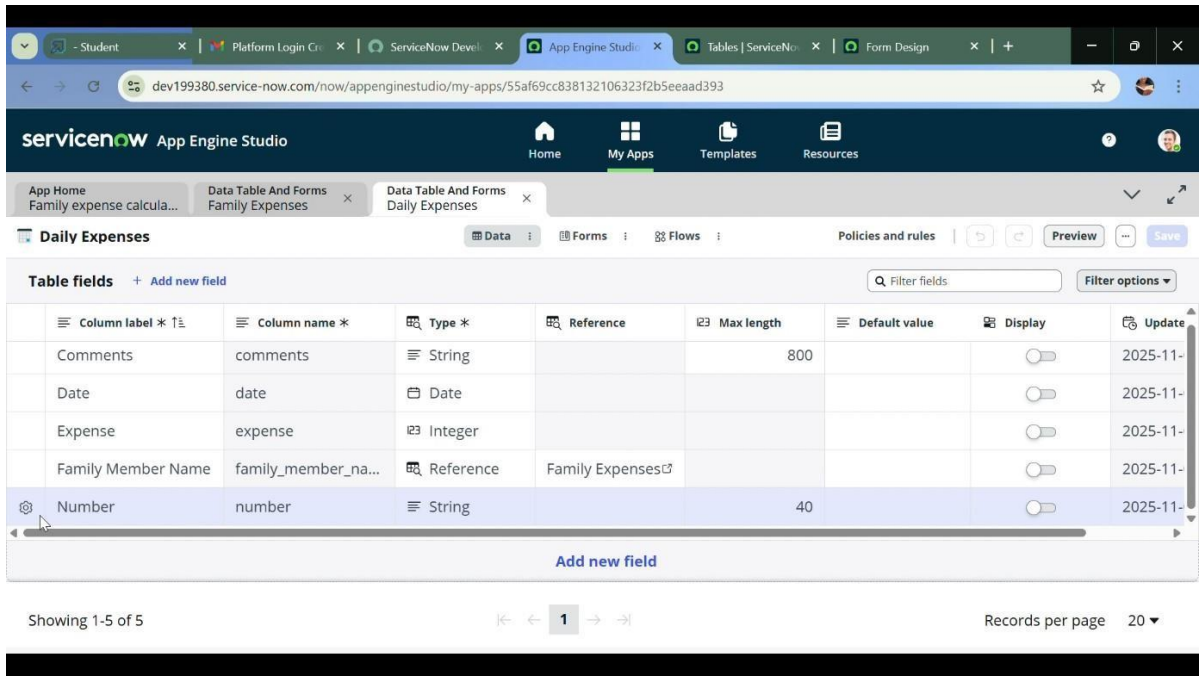 - Student
Platform Login Cre
ServiceNow Devel
App Engine Studio
Tables | ServiceNo
Form Design
dev199380.service-now.com/now/appenginestudio/my-apps/55af69cc838132106323f2b5eeaad393
servicenow App Engine Studio
Home
My Apps
Templates
Resources
App Home
Family expense calcula...
Data Table And Forms
Family Expenses
Data Table And Forms
Daily Expenses
Daily Expenses
Data
Forms
Flows
Policies and rules
Preview
Save
Table fields
+ Add new field
Filter fields
Filter options
Column label * Column name * Type * Reference Max length Default value Display Update
Comments comments String 800 2025-11-
Date date Date 2025-11-
Expense expense Integer 2025-11-
Family Member Name family_member_na... Reference Family Expenses 2025-11-
Number number String 40 2025-11-
Add new field
Showing 1-5 of 5
1
Records per page 20